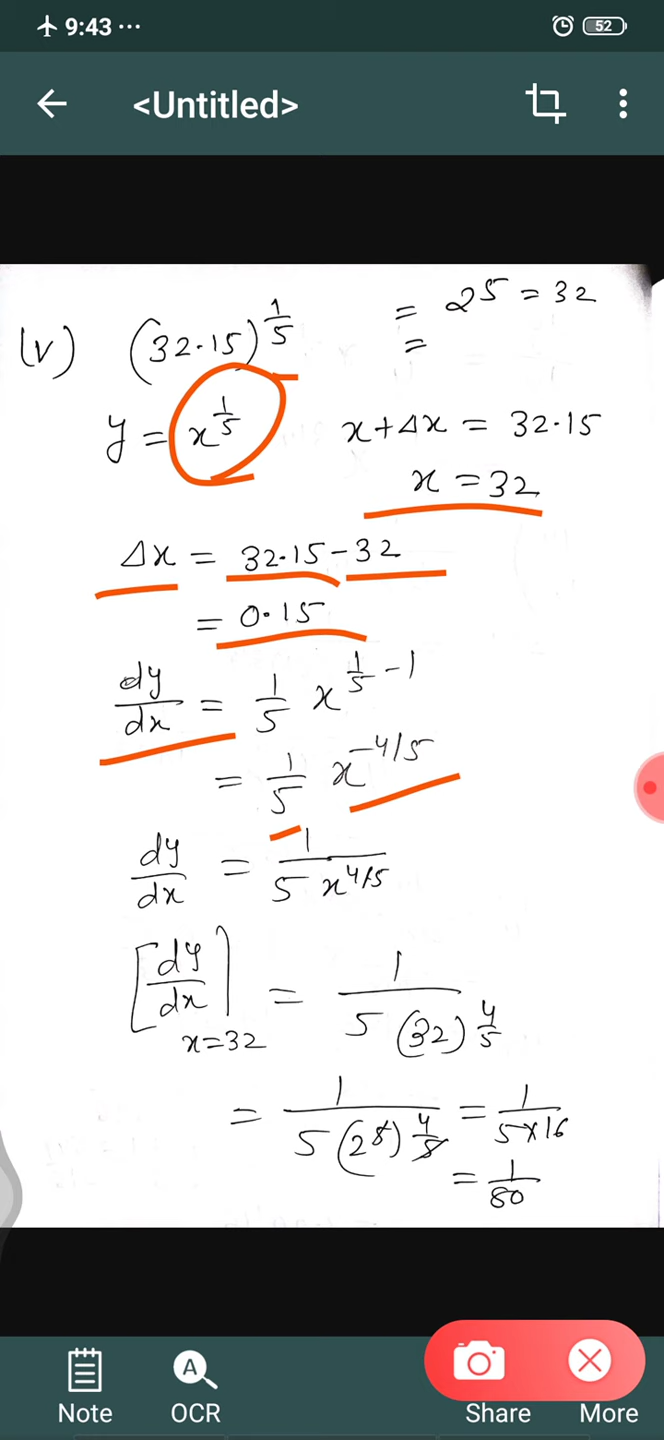 9:43 ...
52
<Untitled>
(v) (32.15)^1/5 = 2^5 = 32
=
y = x^1/5 x+Δx = 32.15
x = 32
Δx = 32.15-32
= 0.15
dy/dx = 1/5 x^1/5-1
= 1/5 x^-4/5
dy/dx = 1/5 x^4/5
[dy/dx]x=32 = 1/5 (32)^4/5
= 1/5 (2^5)^4/5 = 1/5×16
= 1/80
Note
A
OCR
Share
More